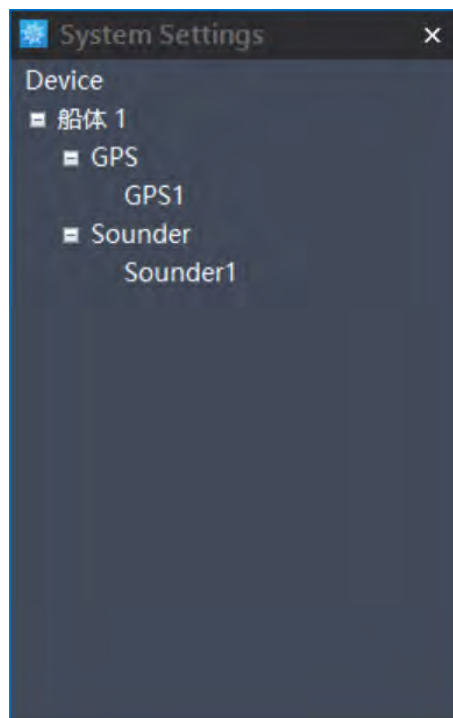 System Settings
Device
船体 1
GPS
GPS1
Sounder
Sounder1